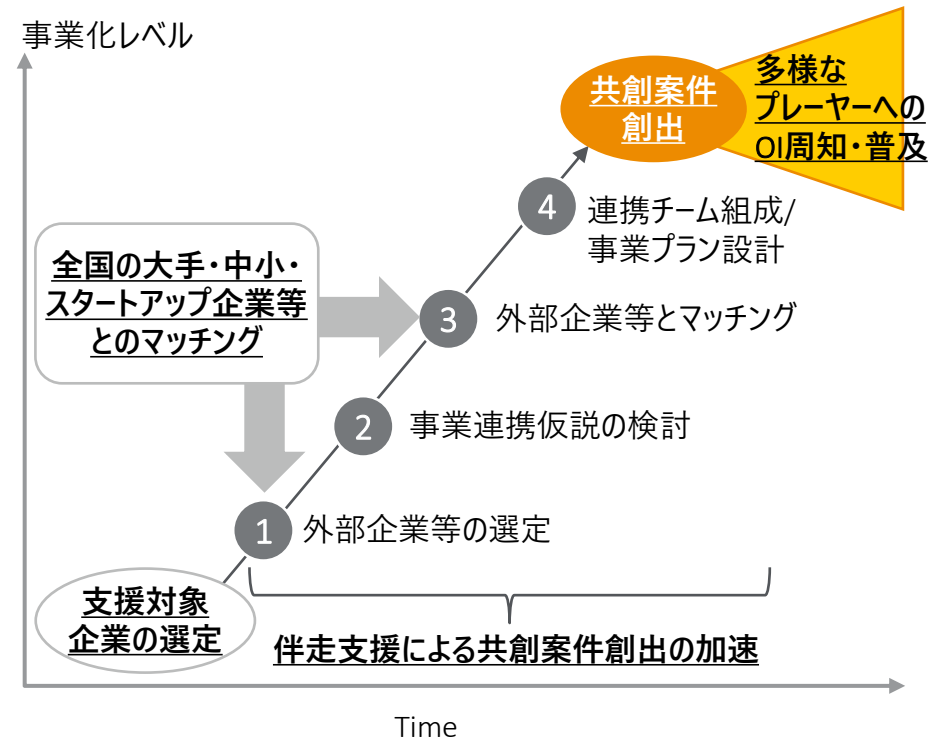 事業化レベル
共創案件
創出
多様な
プレーヤーへの
OI周知・普及
4
連携チーム組成/
事業プラン設計
全国の大手・中小・
スタートアップ企業等
とのマッチング
3
外部企業等とマッチング
2
事業連携仮説の検討
1
外部企業等の選定
支援対象
企業の選定
伴走支援による共創案件創出の加速
Time